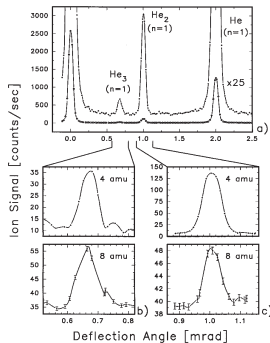 3000
2500
2000
1500
1000
500
0
He2
(n=1)
He3
(n=1)
He
(n=1)
x25
0.0 0.5 1.0 1.5 2.0 2.5
a)
Ion Signal [counts/sec]
35
30
25
20
15
10
4 amu
150
125
100
75
50
25
0
4 amu
55
50
45
40
35
8 amu
b)
0.6 0.7 0.8
48
46
44
42
40
38
8 amu
c)
0.9 1.0 1.1
Deflection Angle [mrad]